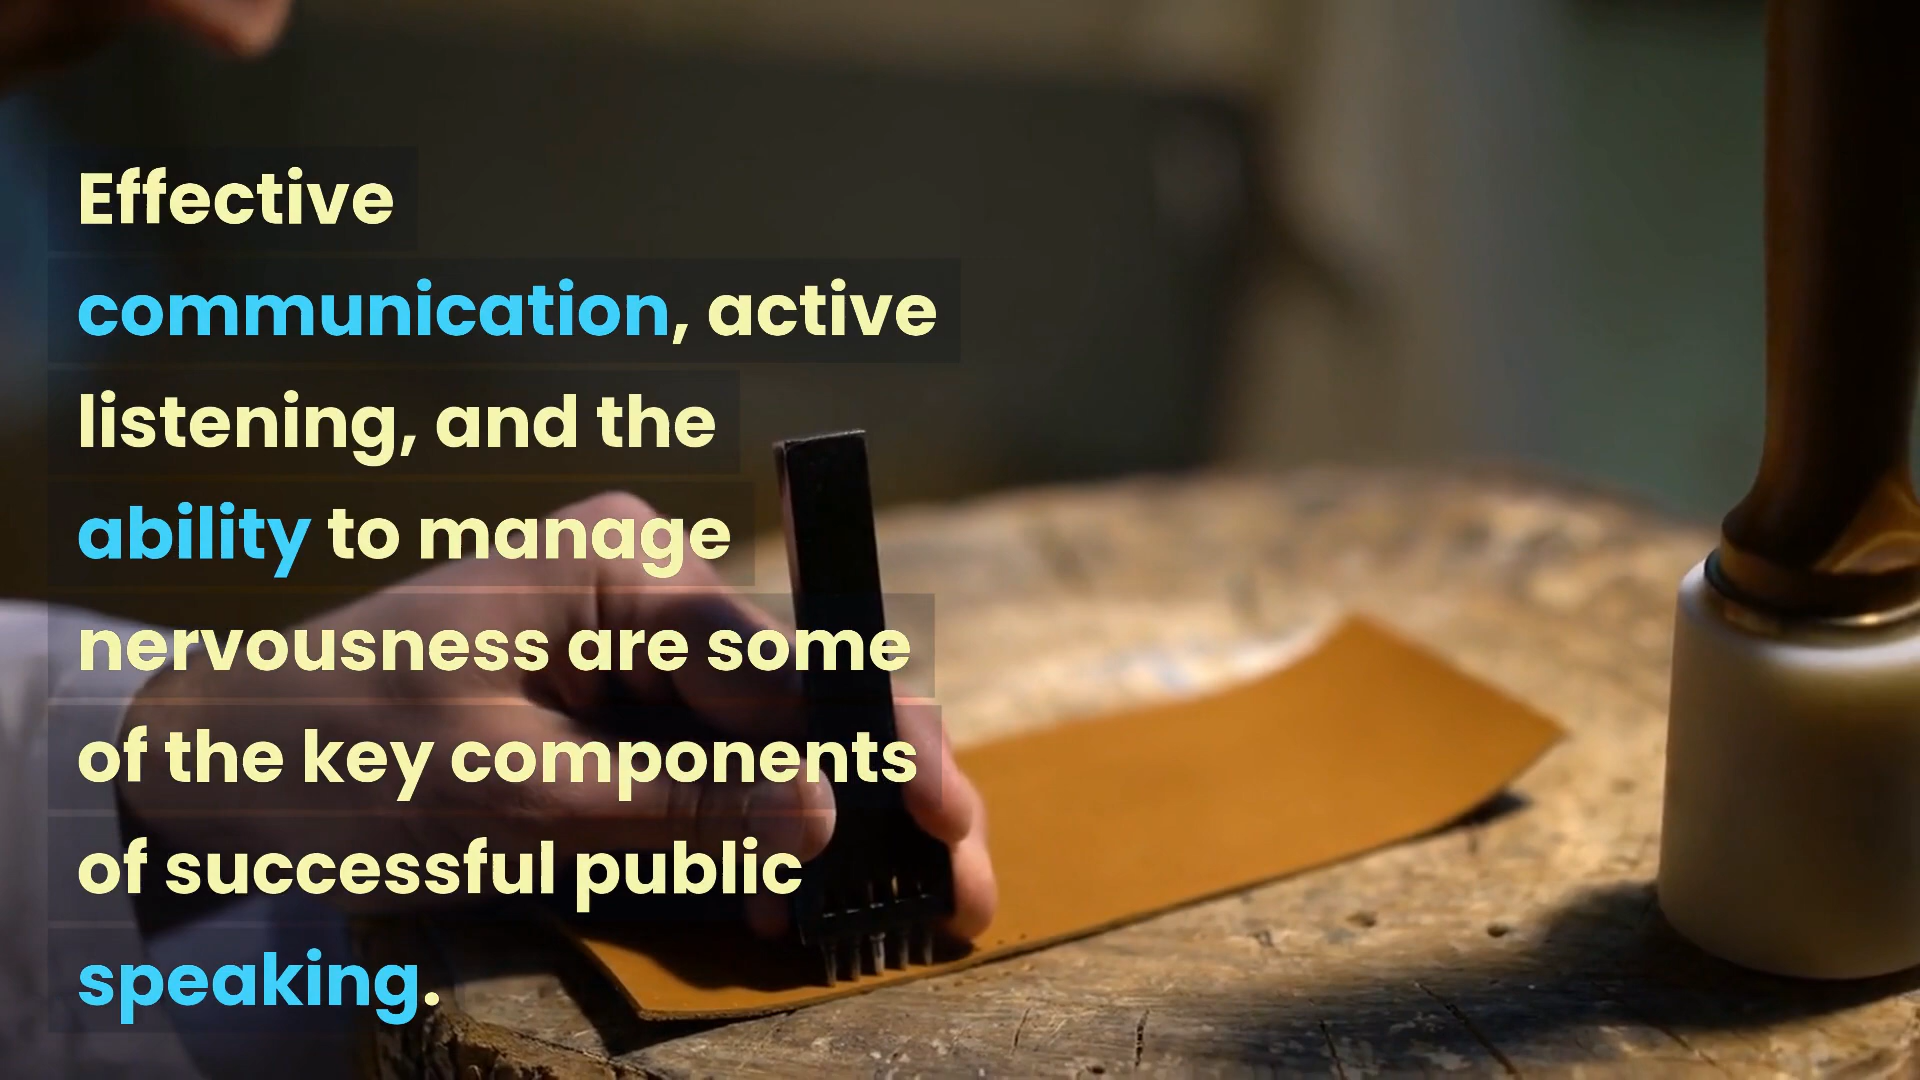 Effective
communication, active
listening, and the
ability to manage
nervousness are some
of the key components
of successful public
speaking.